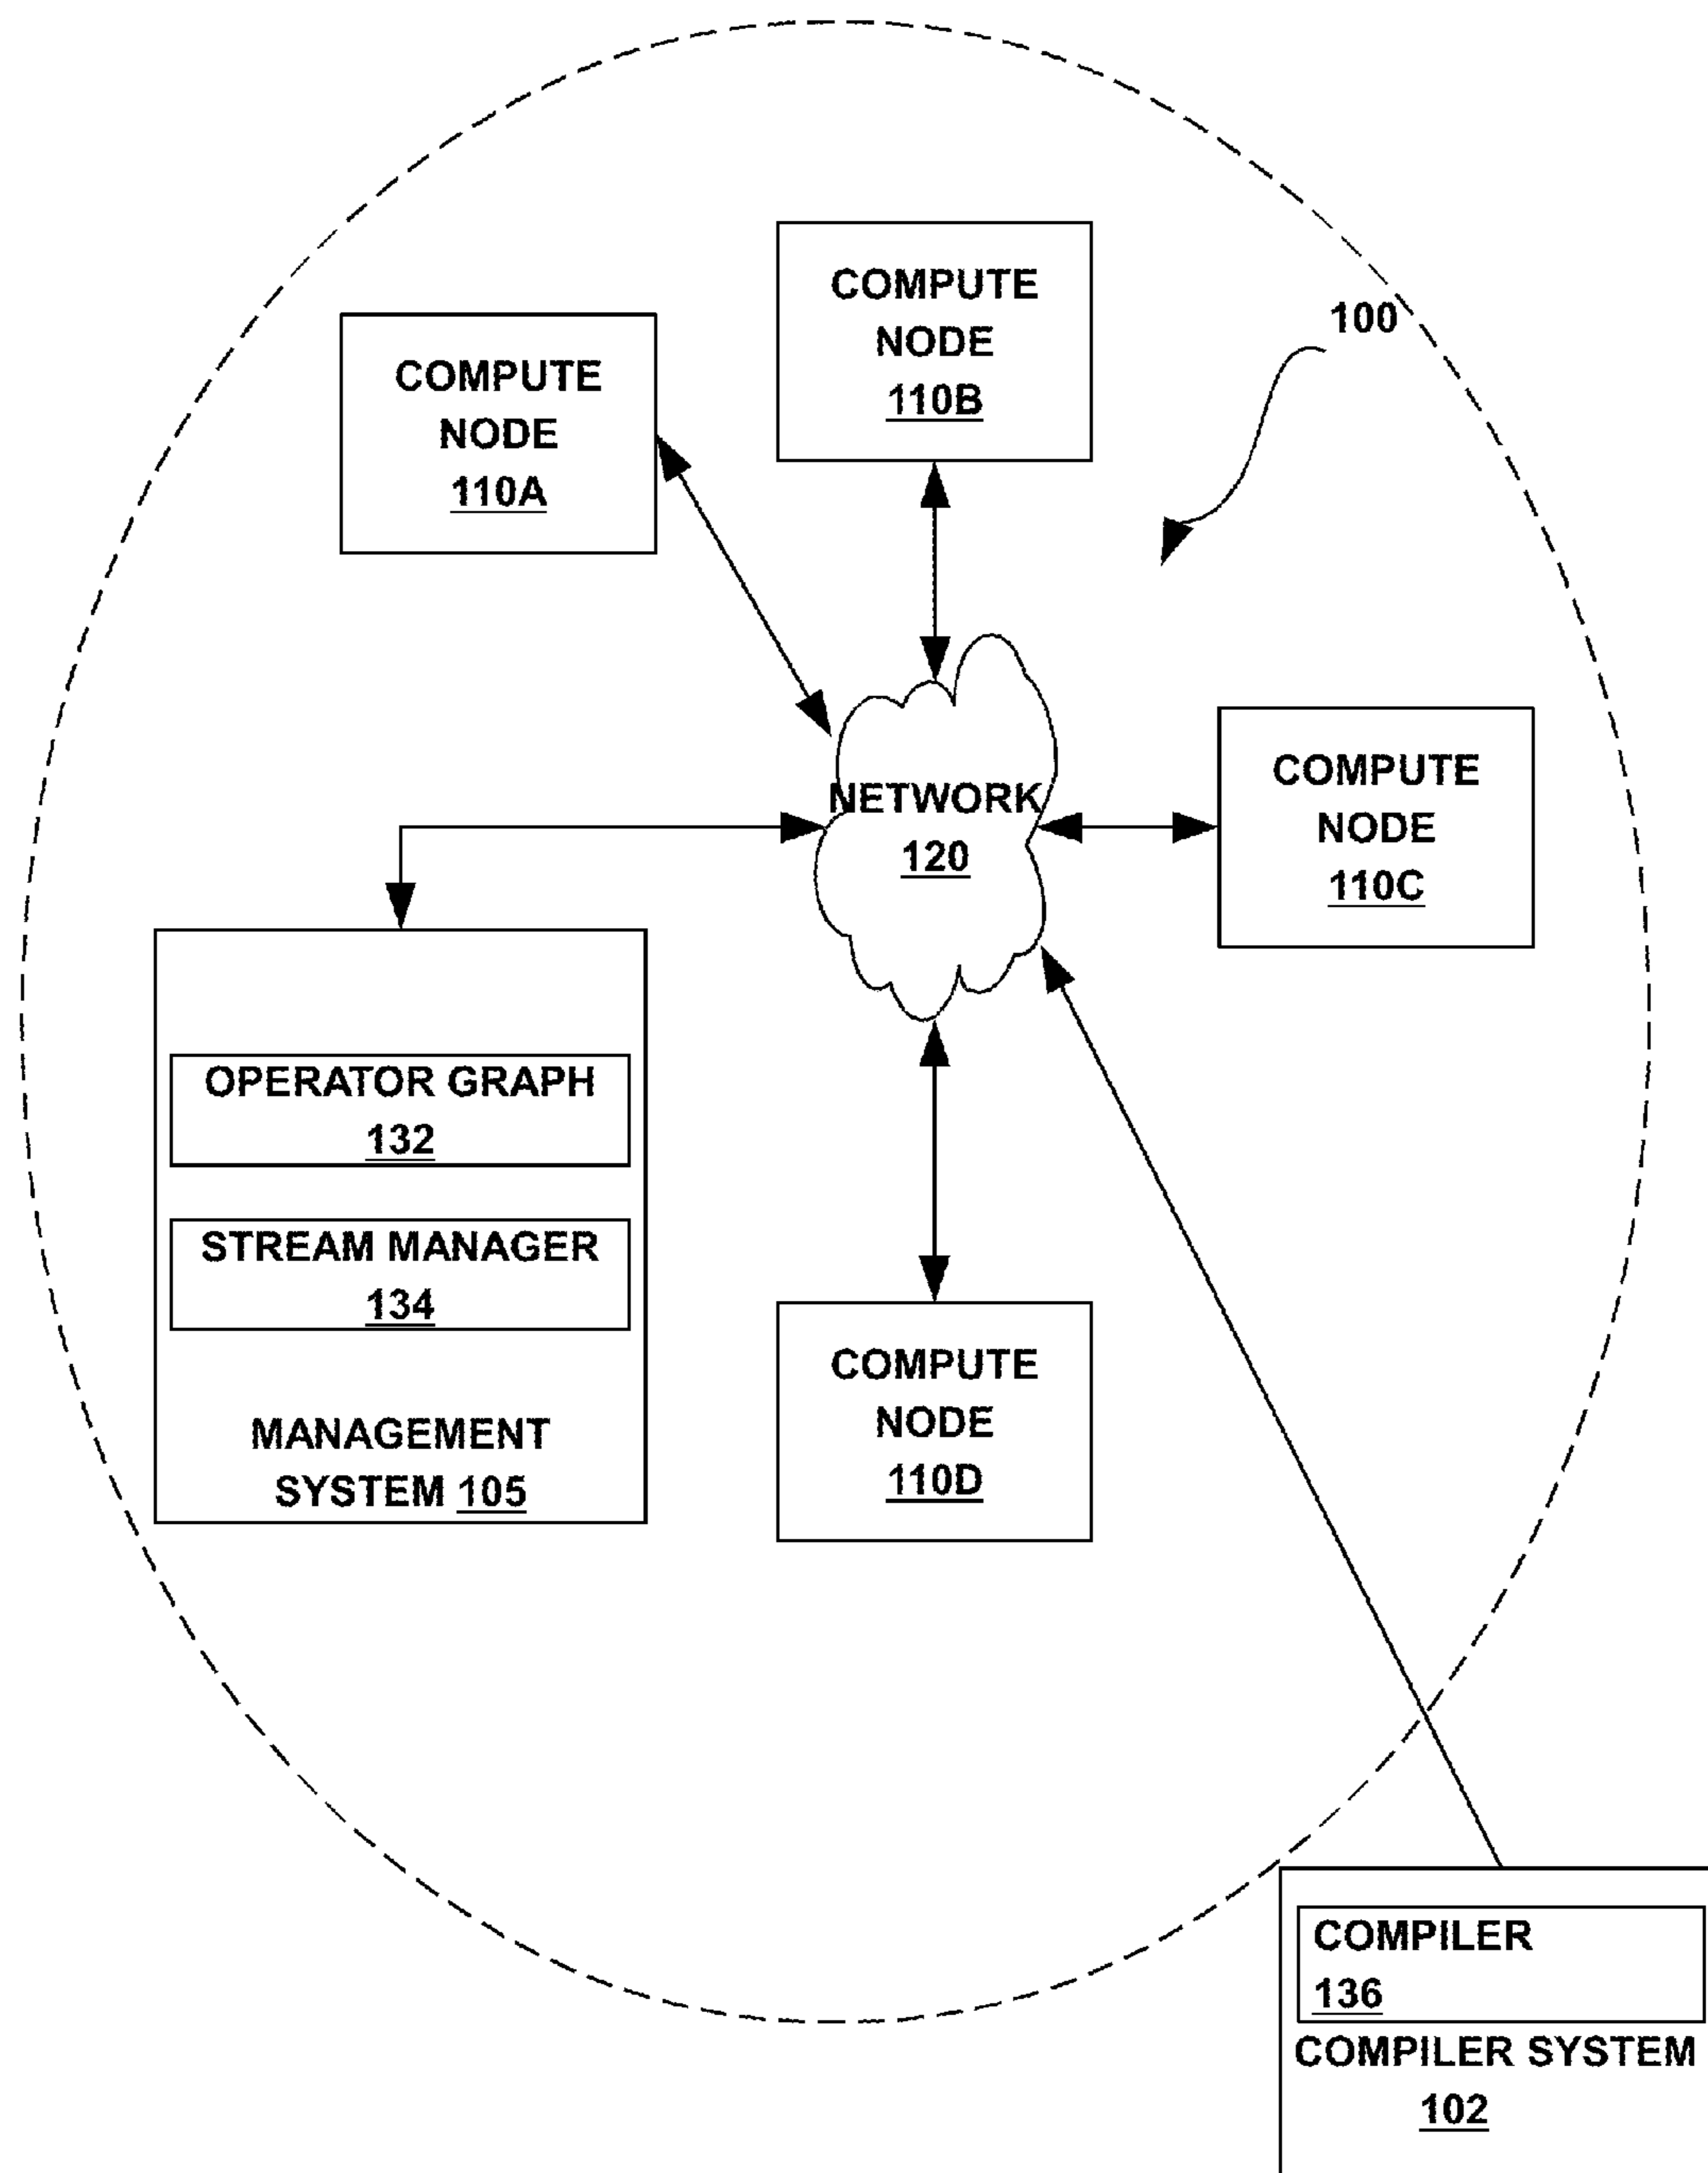 COMPUTE
NODE
110B
100
COMPUTE
NODE
110A
NETWORK
120
COMPUTE
NODE
110C
OPERATOR GRAPH
132
STREAM MANAGER
134
MANAGEMENT
SYSTEM 105
COMPUTE
NODE
110D
COMPILER
136
COMPILER SYSTEM
102